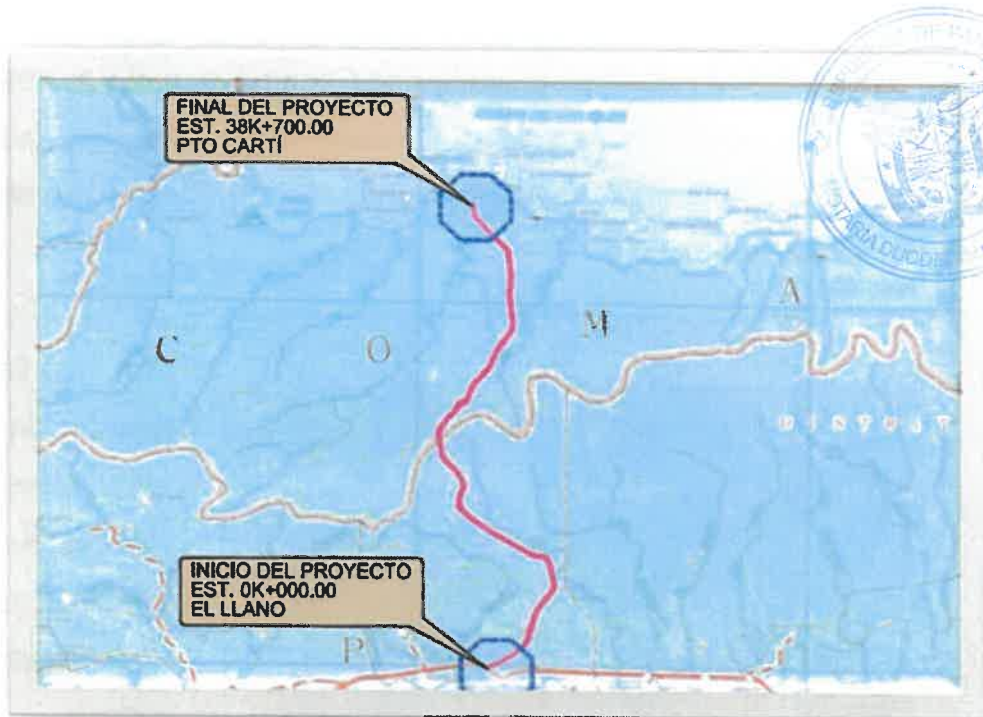 FINAL DEL PROYECTO
EST. 38K+700.00
PTO CARTÍ
C O M A
INICIO DEL PROYECTO
EST. 0K+000.00
EL LLANO
P